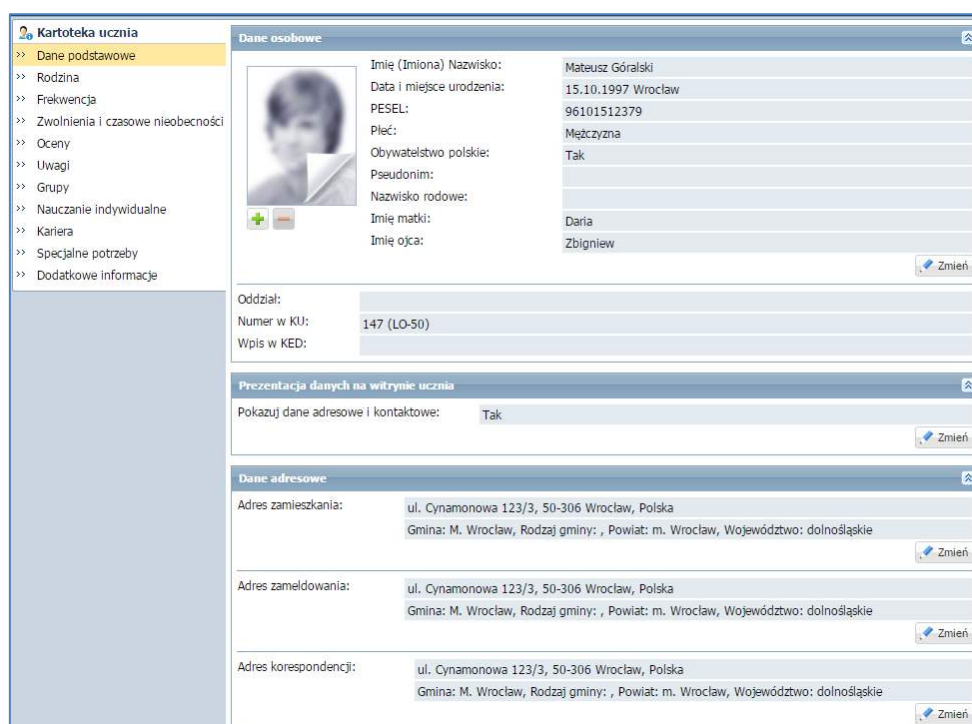 Kartoteka ucznia
Dane podstawowe
Rodzina
Frekwencja
Zwolnienia i czasowe nieobecności
Oceny
Uwagi
Grupy
Nauczanie indywidualne
Kariera
Specjalne potrzeby
Dodatkowe informacje
Dane osobowe
Imię (Imiona) Nazwisko: Mateusz Góralski
Data i miejsce urodzenia: 15.10.1997 Wrocław
PESEL: 96101512379
Płeć: Mężczyzna
Obywatelstwo polskie: Tak
Pseudonim:
Nazwisko rodowe:
Imię matki: Daria
Imię ojca: Zbigniew
Zmień
Oddział:
Numer w KU: 147 (LO-50)
Wpis w KED:
Prezentacja danych na witrynie ucznia
Pokazuj dane adresowe i kontaktowe: Tak
Zmień
Dane adresowe
Adres zamieszkania: ul. Cynamonowa 123/3, 50-306 Wrocław, Polska
Gmina: M. Wrocław, Rodzaj gminy: , Powiat: m. Wrocław, Województwo: dolnośląskie
Zmień
Adres zameldowania: ul. Cynamonowa 123/3, 50-306 Wrocław, Polska
Gmina: M. Wrocław, Rodzaj gminy: , Powiat: m. Wrocław, Województwo: dolnośląskie
Zmień
Adres korespondencji: ul. Cynamonowa 123/3, 50-306 Wrocław, Polska
Gmina: M. Wrocław, Rodzaj gminy: , Powiat: m. Wrocław, Województwo: dolnośląskie
Zmień